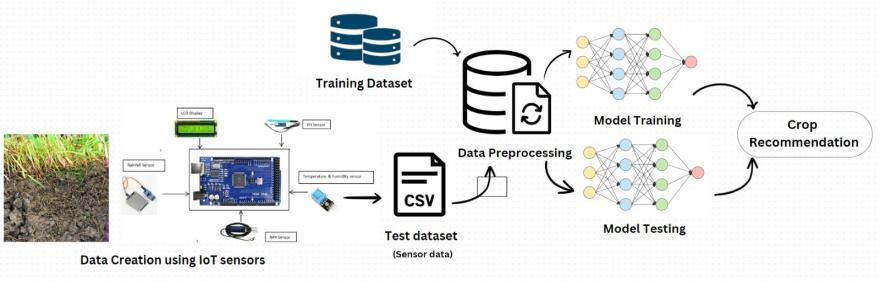 Training Dataset
LCD Display
PH Sensor
Rainfall Sensor
Temperature & humidity sensor
NPK Sensor
Data Creation using IoT sensors
CSV
Test dataset
(Sensor data)
Data Preprocessing
Model Training
Model Testing
Crop
Recommendation